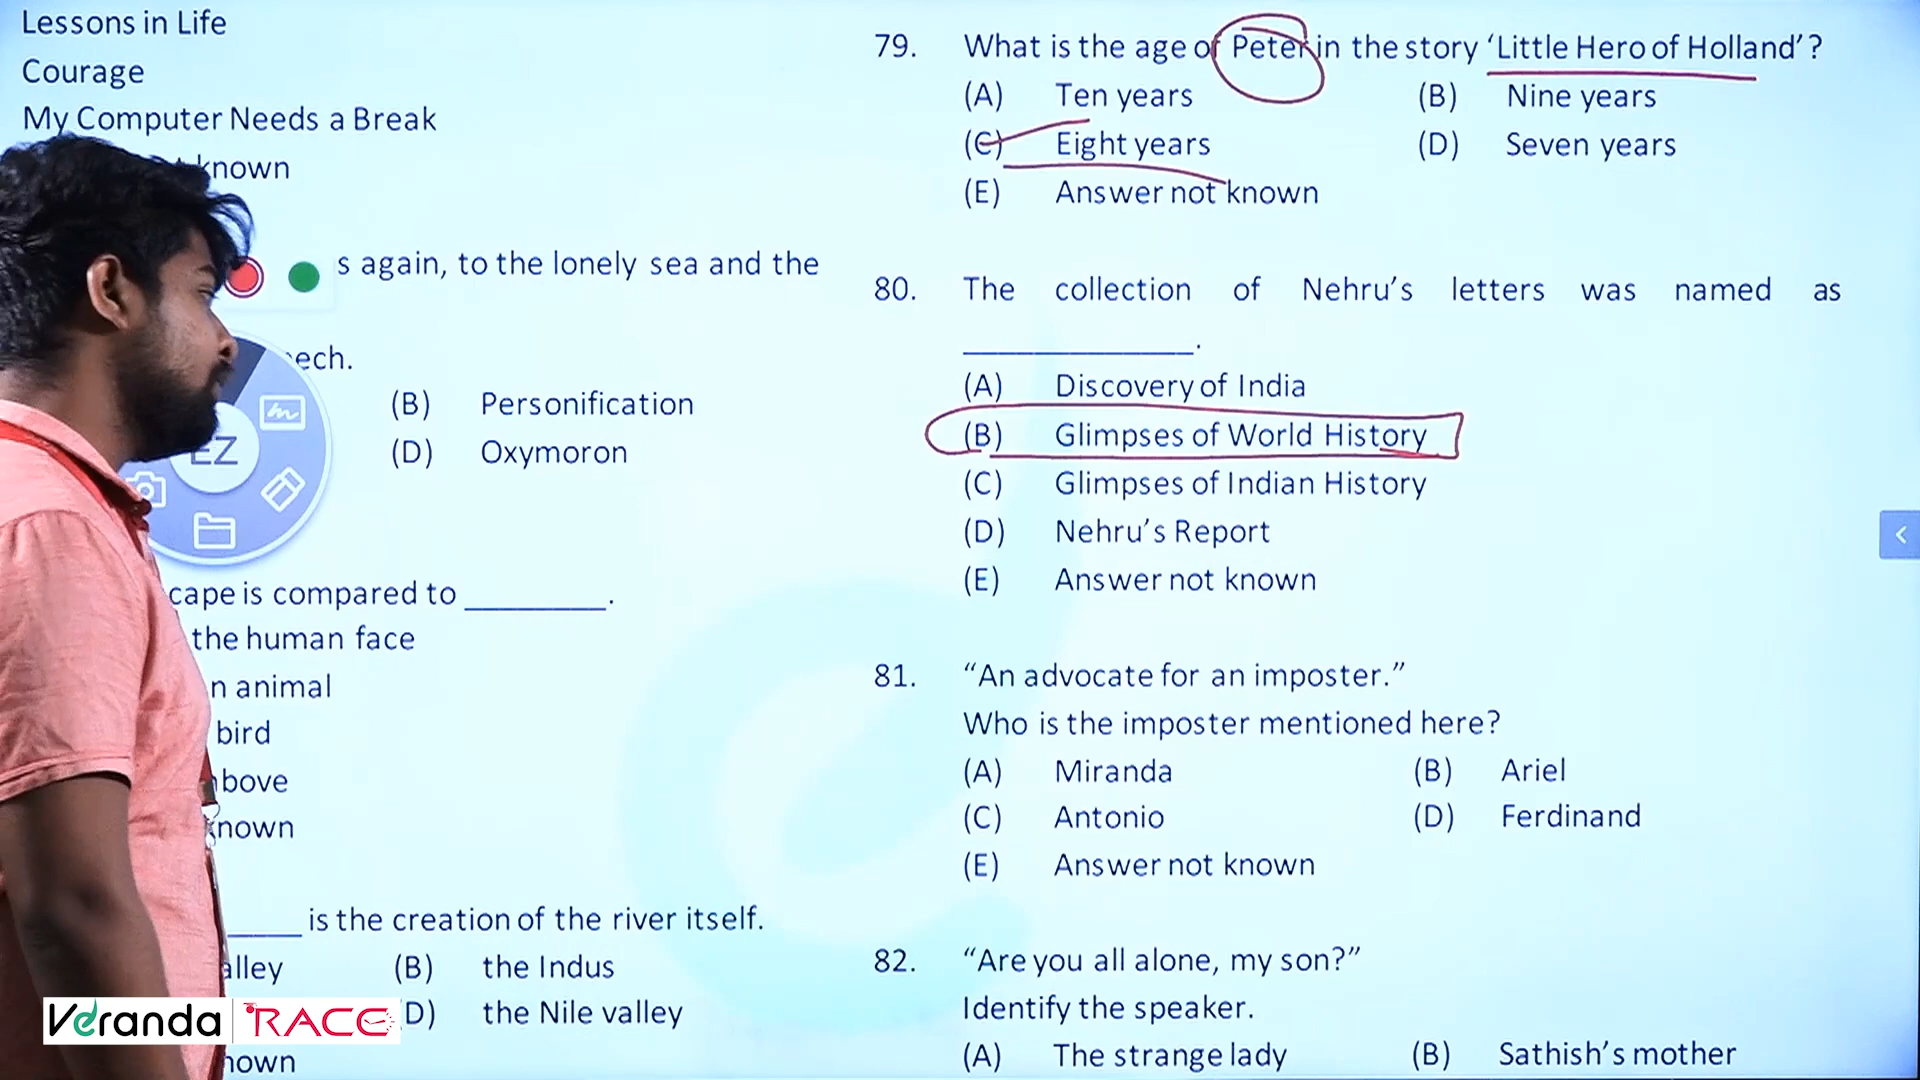 Lessons in Life
Courage
My Computer Needs a Break
known
s again, to the lonely sea and the
ech.
(B) Personification
(D) Oxymoron
EZ
cape is compared to ________.
the human face
n animal
bird
bove
known
_____ is the creation of the river itself.
alley (B) the Indus
D) the Nile valley
nown
Veranda RACE
79. What is the age of Peter in the story ‘Little Hero of Holland’?
(A) Ten years (B) Nine years
(C) Eight years (D) Seven years
(E) Answer not known
80. The collection of Nehru’s letters was named as
_____________.
(A) Discovery of India
(B) Glimpses of World History
(C) Glimpses of Indian History
(D) Nehru’s Report
(E) Answer not known
81. “An advocate for an imposter.”
Who is the imposter mentioned here?
(A) Miranda (B) Ariel
(C) Antonio (D) Ferdinand
(E) Answer not known
82. “Are you all alone, my son?”
Identify the speaker.
(A) The strange lady (B) Sathish’s mother